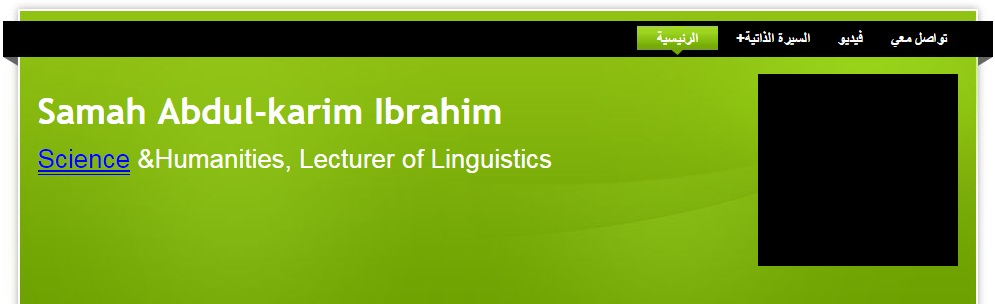 الرئيسية السيرة الذاتية+ فيديو تواصل معي
Samah Abdul-karim Ibrahim
Science &Humanities, Lecturer of Linguistics